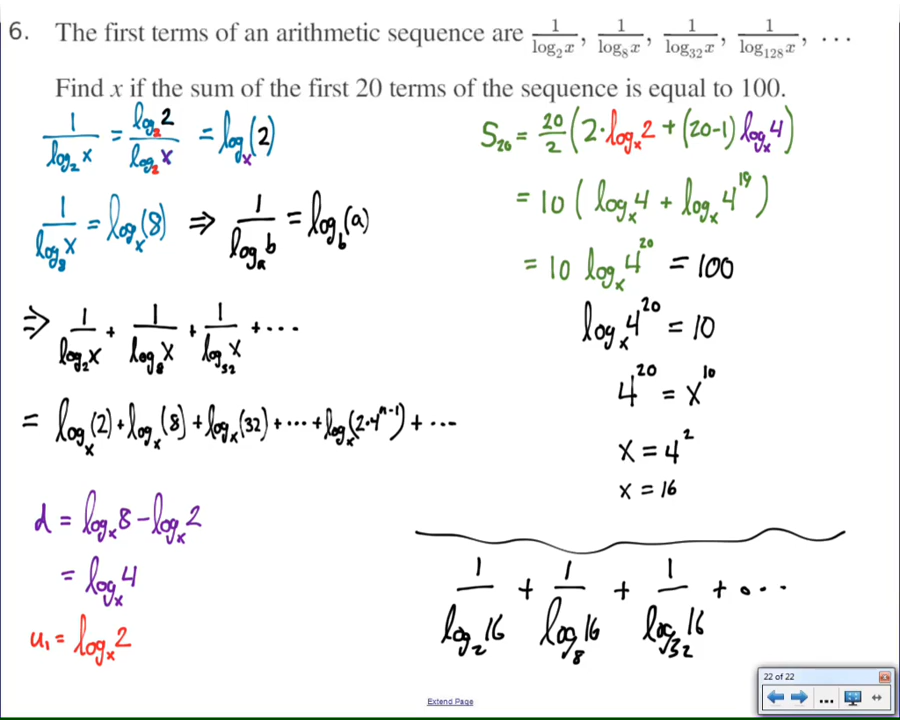 6. The first terms of an arithmetic sequence are 1/log₂x, 1/log₈x, 1/log₃₂x, 1/log₁₂₈x, ...
Find x if the sum of the first 20 terms of the sequence is equal to 100.
1/log₂x = log₂2/log₂x = logₓ(2)
1/log₈x = logₓ(8) ⇒ 1/logₐb = log_b(a)
⇒ 1/log₂x + 1/log₈x + 1/log₃₂x + ...
= logₓ(2) + logₓ(8) + logₓ(32) + ... + logₓ(2·4ⁿ⁻¹) + ...
d = logₓ8 - logₓ2
= logₓ4
u₁ = logₓ2
S₂₀ = 20/2 (2·logₓ2 + (20-1) logₓ4)
= 10 (logₓ4 + logₓ4¹⁹)
= 10 logₓ4²⁰ = 100
logₓ4²⁰ = 10
4²⁰ = x¹⁰
x = 4²
x = 16
1/log₂16 + 1/log₈16 + 1/log₃₂16 + ...
Extend Page
22 of 22